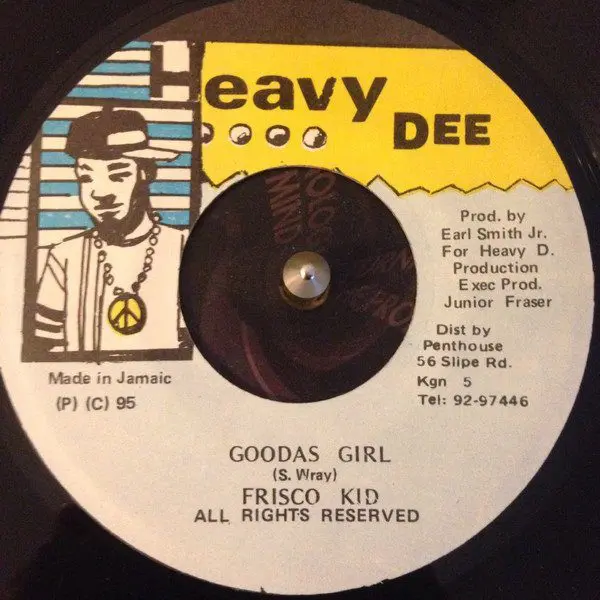 Heavy
DEE
Prod. by
Earl Smith Jr.
For Heavy D.
Production
Exec Prod.
Junior Fraser
Dist by
Penthouse
56 Slipe Rd.
Kgn 5
Tel: 92-97446
Made in Jamaic
(P) (C) 95
GOODAS GIRL
(S. Wray)
FRISCO KID
ALL RIGHTS RESERVED